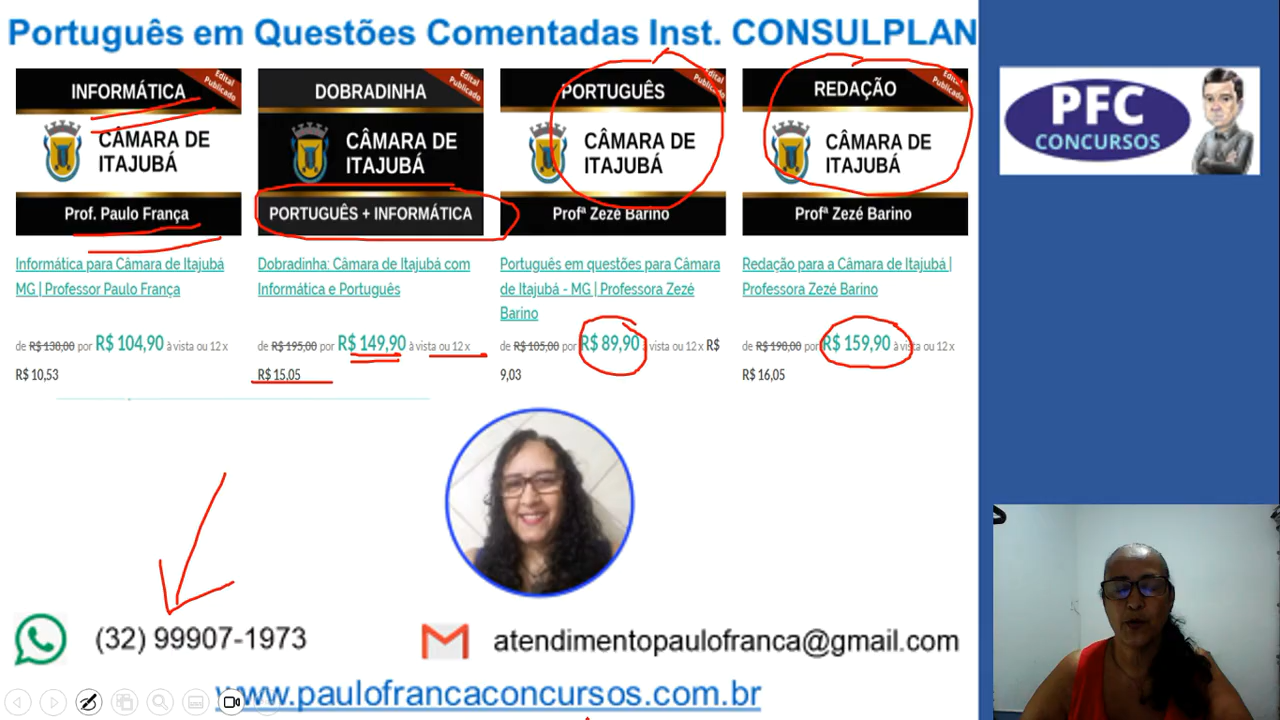 Português em Questões Comentadas Inst. CONSULPLAN
INFORMÁTICA
Edital
Publicado
CÂMARA DE
ITAJUBÁ
Prof. Paulo França
Informática para Câmara de Itajubá
MG | Professor Paulo França
de R$ 130,00 por R$ 104,90 à vista ou 12 x
R$ 10,53
DOBRADINHA
Edital
Publicado
CÂMARA DE
ITAJUBÁ
PORTUGUÊS + INFORMÁTICA
Dobradinha: Câmara de Itajubá com
Informática e Português
de R$ 195,00 por R$ 149,90 à vista ou 12 x
R$ 15,05
PORTUGUÊS
Edital
Publicado
CÂMARA DE
ITAJUBÁ
Profª Zezé Barino
Português em questões para Câmara
de Itajubá - MG | Professora Zezé
Barino
de R$ 105,00 por R$ 89,90 à vista ou 12 x R$
9,03
REDAÇÃO
Edital
Publicado
CÂMARA DE
ITAJUBÁ
Profª Zezé Barino
Redação para a Câmara de Itajubá |
Professora Zezé Barino
de R$ 190,00 por R$ 159,90 à vista ou 12 x
R$ 16,05
PFC
CONCURSOS
(32) 99907-1973
atendimentopaulofranca@gmail.com
www.paulofrancaconcursos.com.br